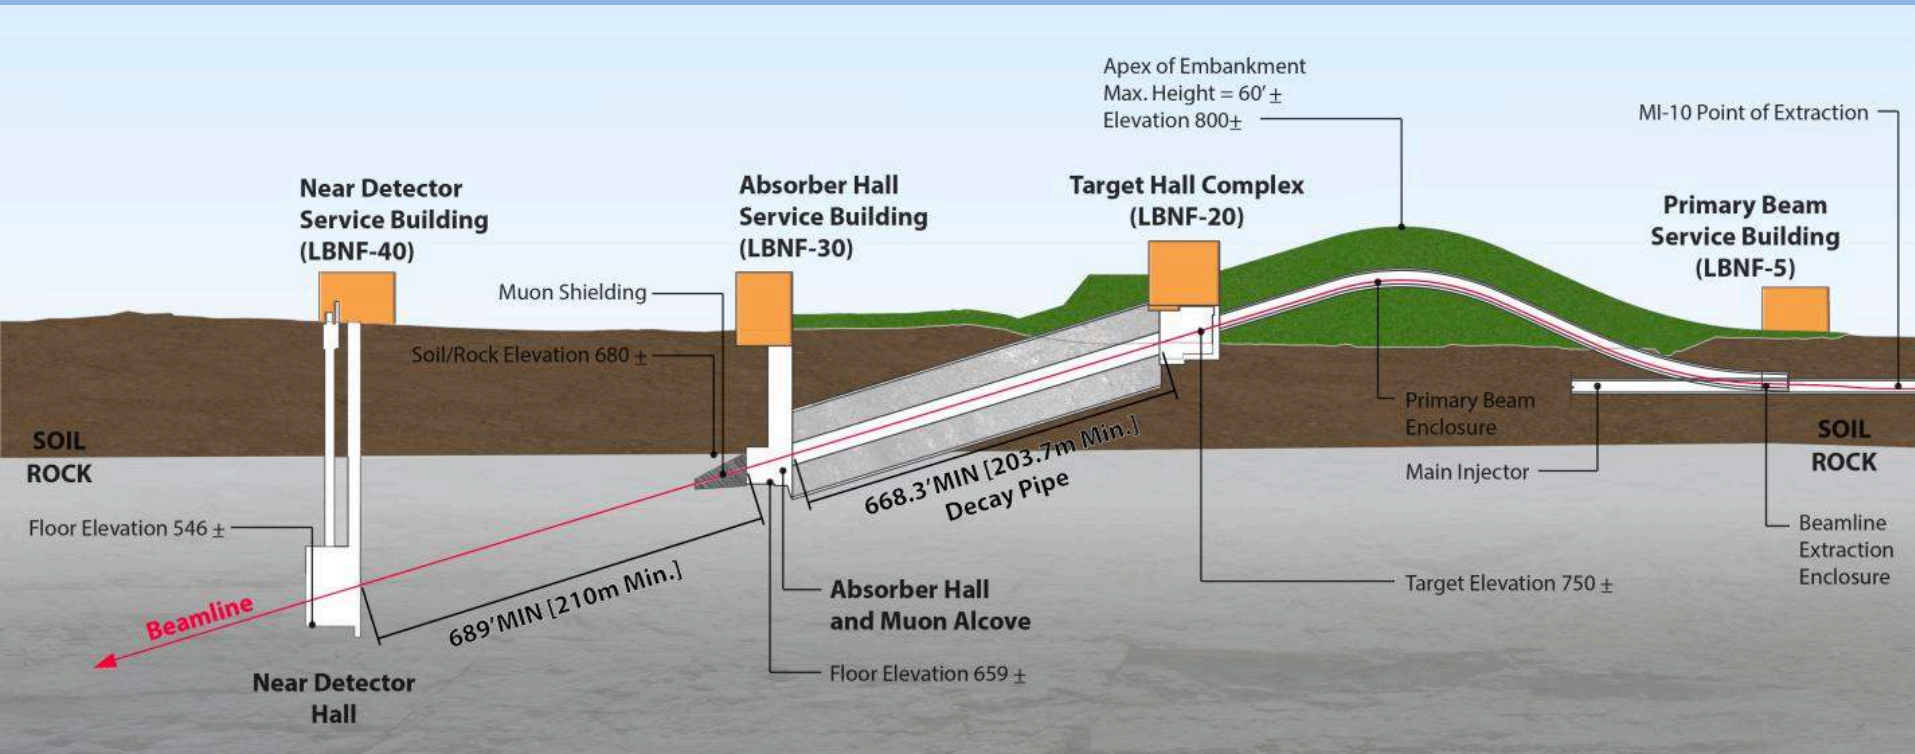 Apex of Embankment
Max. Height = 60' ±
Elevation 800±
MI-10 Point of Extraction
Near Detector
Service Building
(LBNF-40)
Absorber Hall
Service Building
(LBNF-30)
Target Hall Complex
(LBNF-20)
Primary Beam
Service Building
(LBNF-5)
Muon Shielding
Soil/Rock Elevation 680 ±
SOIL
ROCK
Primary Beam
Enclosure
SOIL
ROCK
Main Injector
668.3'MIN [203.7m Min.]
Decay Pipe
Floor Elevation 546 ±
Beamline
Extraction
Enclosure
Target Elevation 750 ±
Absorber Hall
and Muon Alcove
689'MIN [210m Min.]
Beamline
Floor Elevation 659 ±
Near Detector
Hall